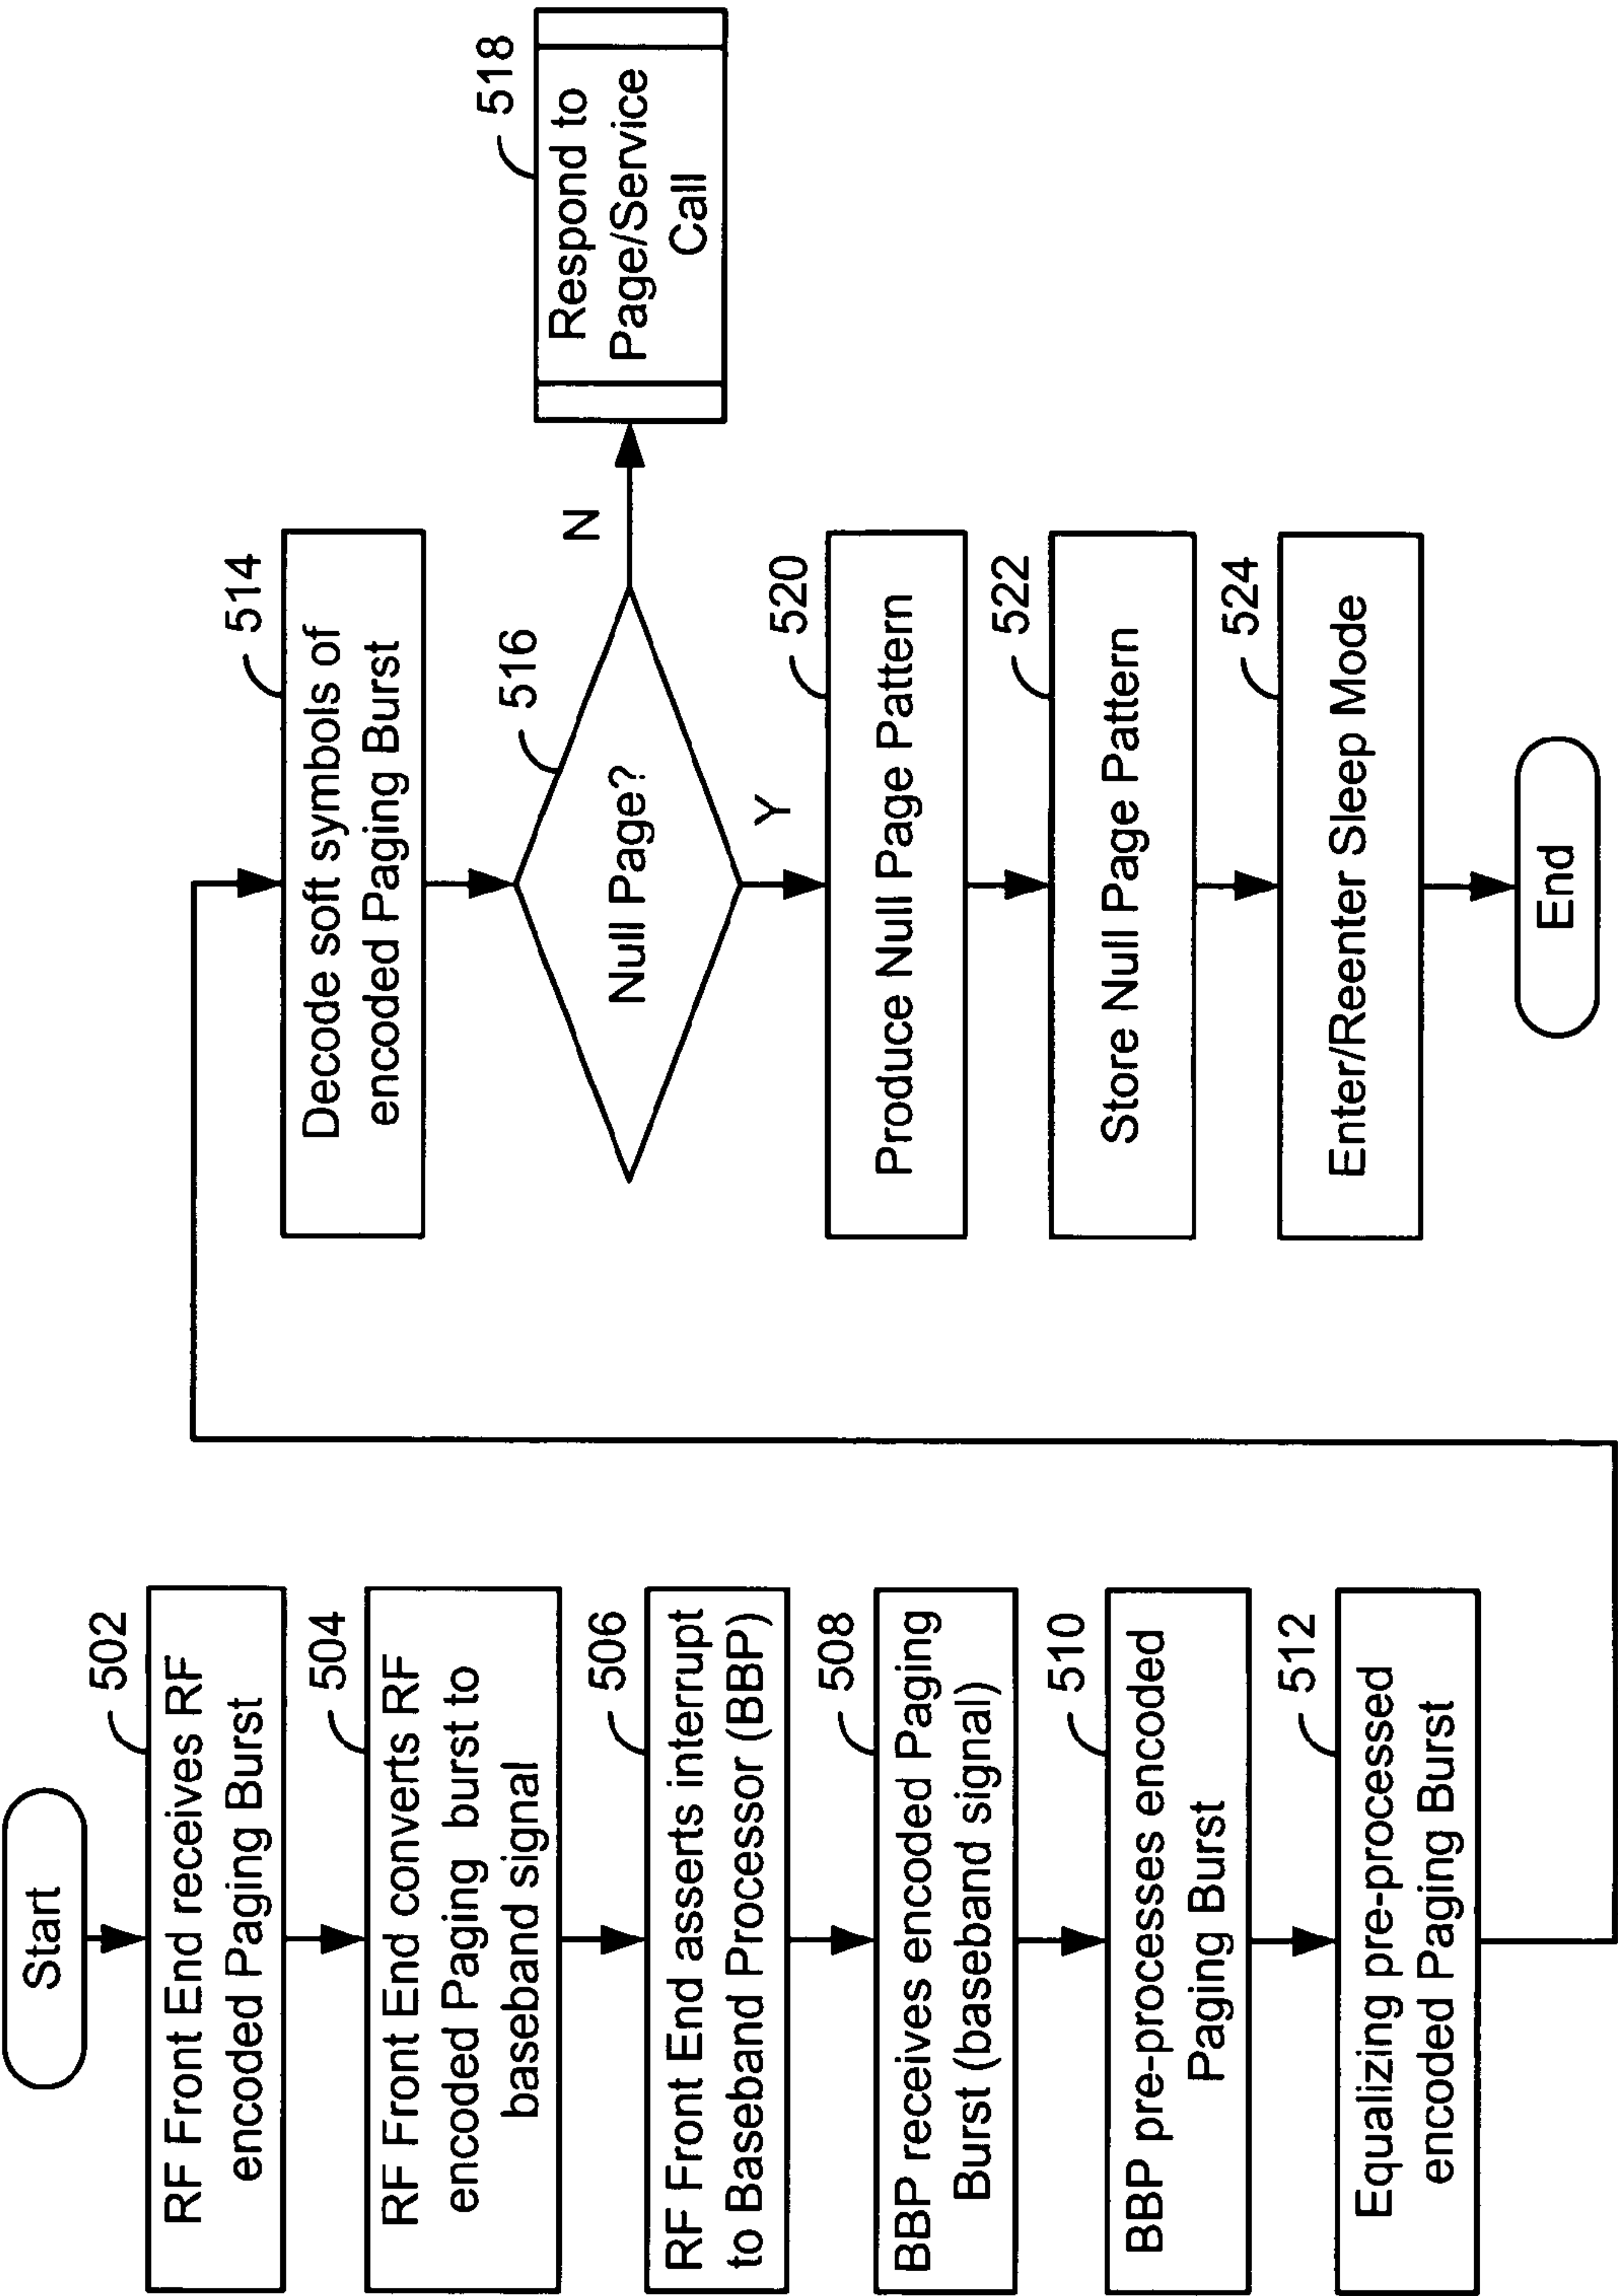 Start
502
RF Front End receives RF
encoded Paging Burst
504
RF Front End converts RF
encoded Paging burst to
baseband signal
506
RF Front End asserts interrupt
to Baseband Processor (BBP)
508
BBP receives encoded Paging
Burst (baseband signal)
510
BBP pre-processes encoded
Paging Burst
512
Equalizing pre-processed
encoded Paging Burst
514
Decode soft symbols of
encoded Paging Burst
516
Null Page?
N
518
Respond to
Page/Service
Call
Y
520
Produce Null Page Pattern
522
Store Null Page Pattern
524
Enter/Reenter Sleep Mode
End